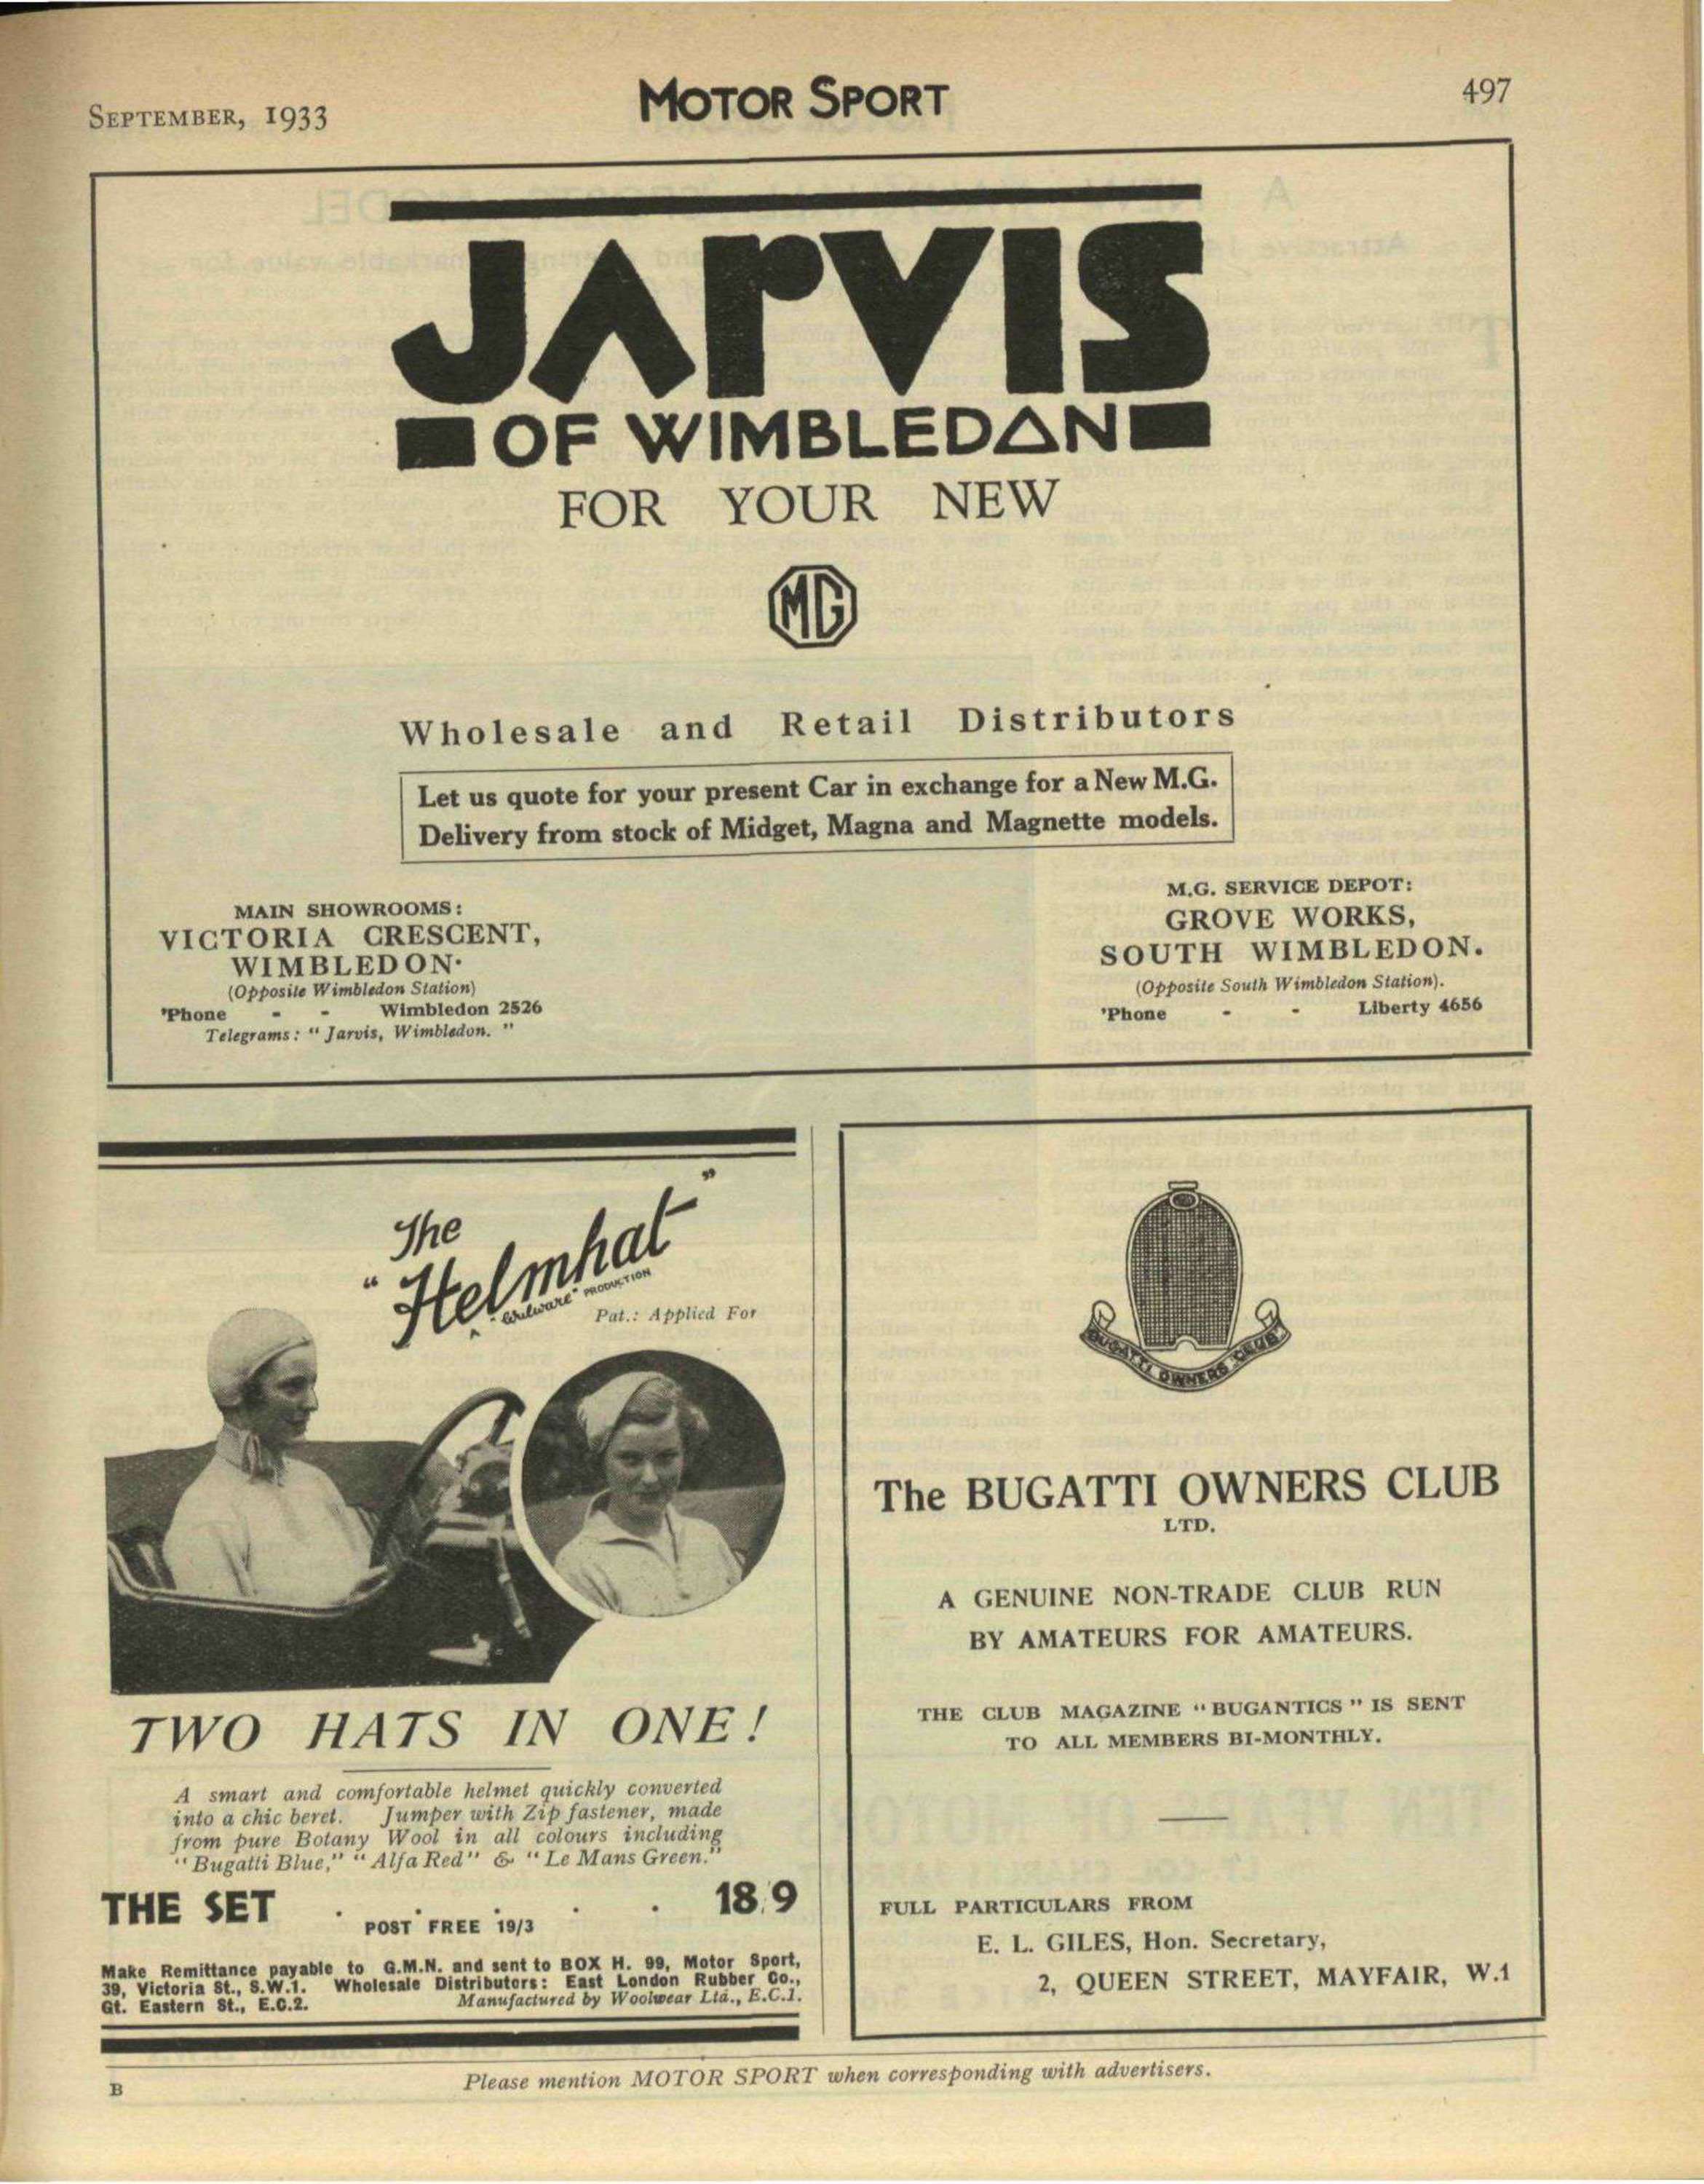 SEPTEMBER, 1933
MOTOR SPORT
497
JARVIS
OF WIMBLEDON
FOR YOUR NEW
MG
Wholesale and Retail Distributors
Let us quote for your present Car in exchange for a New M.G.
Delivery from stock of Midget, Magna and Magnette models.
MAIN SHOWROOMS:
VICTORIA CRESCENT,
WIMBLEDON.
(Opposite Wimbledon Station)
'Phone - - Wimbledon 2526
Telegrams: "Jarvis, Wimbledon."
M.G. SERVICE DEPOT:
GROVE WORKS,
SOUTH WIMBLEDON.
(Opposite South Wimbledon Station).
'Phone - - Liberty 4656
The
"Helmhat"
A PRODUCTION
Pat.: Applied For
TWO HATS IN ONE!
A smart and comfortable helmet quickly converted
into a chic beret. Jumper with Zip fastener, made
from pure Botany Wool in all colours including
"Bugatti Blue," "Alfa Red" & "Le Mans Green."
THE SET . . . . 18.9
POST FREE 19/3
Make Remittance payable to G.M.N. and sent to BOX H. 99, Motor Sport,
39, Victoria St., S.W.1. Wholesale Distributors: East London Rubber Co.,
Gt. Eastern St., E.C.2. Manufactured by Woolwear Ltd., E.C.1.
BUGATTI OWNERS CLUB
The BUGATTI OWNERS CLUB
LTD.
A GENUINE NON-TRADE CLUB RUN
BY AMATEURS FOR AMATEURS.
THE CLUB MAGAZINE "BUGANTICS" IS SENT
TO ALL MEMBERS BI-MONTHLY.
FULL PARTICULARS FROM
E. L. GILES, Hon. Secretary,
2, QUEEN STREET, MAYFAIR, W.1
B
Please mention MOTOR SPORT when corresponding with advertisers.